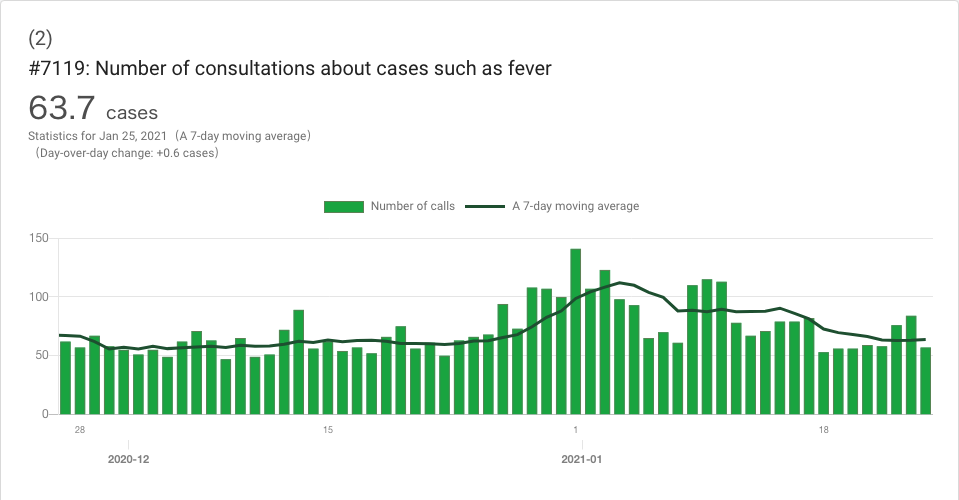 (2)
#7119: Number of consultations about cases such as fever
63.7 cases
Statistics for Jan 25, 2021（A 7-day moving average）
（Day-over-day change: +0.6 cases）
Number of calls A 7-day moving average
150
100
50
0
28 15 1 18
2020-12 2021-01